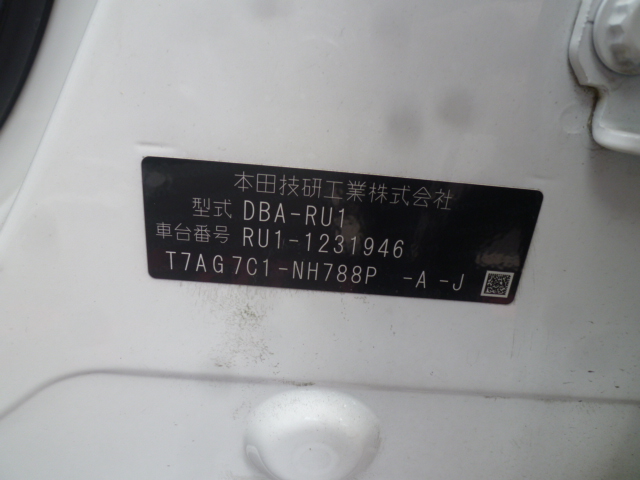 本田技研工業株式会社
型式 DBA-RU1
車台番号 RU1-1231946
T7AG7C1-NH788P -A-J